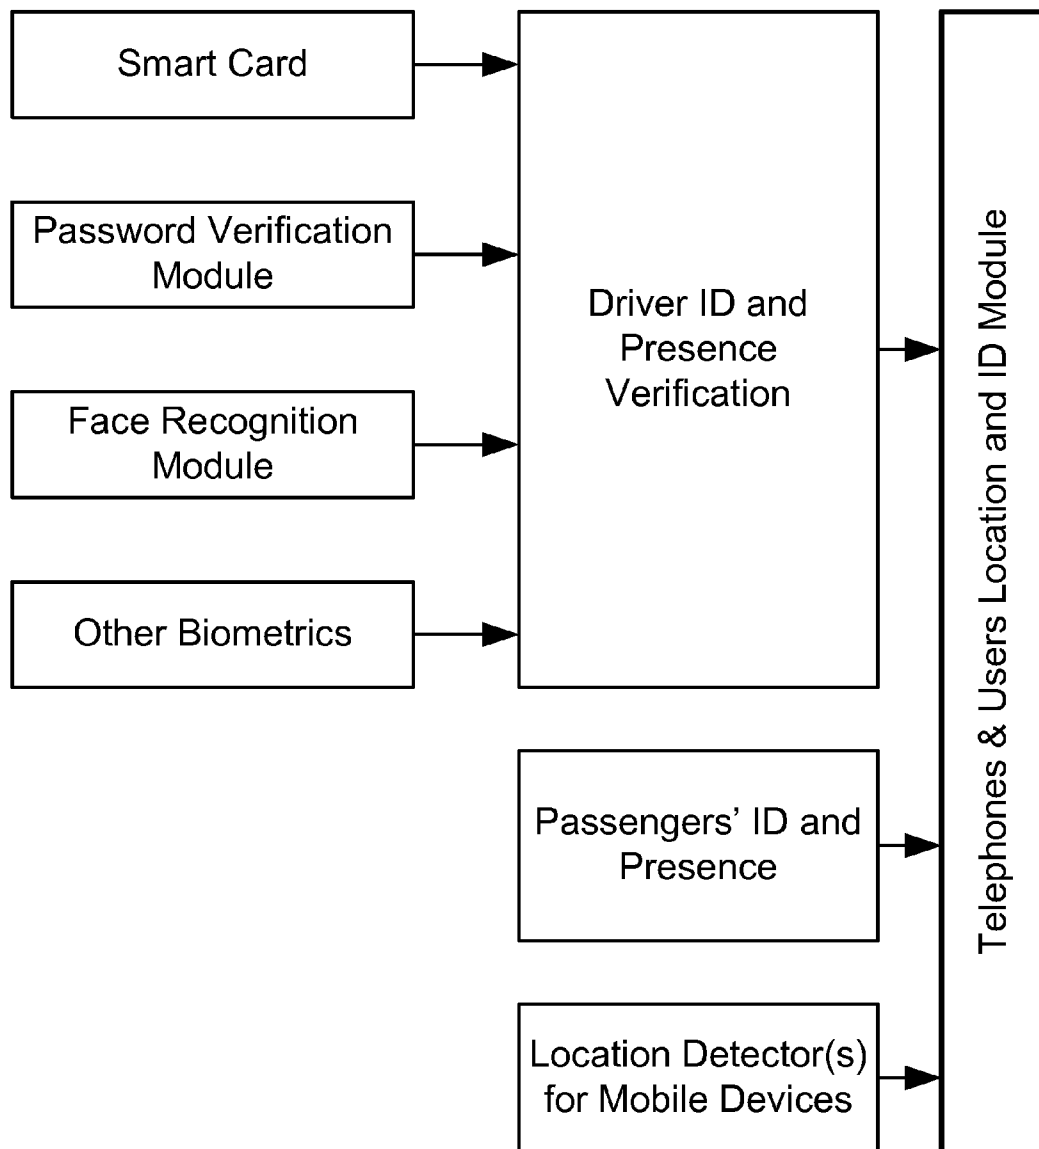 Smart Card
Password Verification
Module
Face Recognition
Module
Other Biometrics
Driver ID and
Presence
Verification
Passengers’ ID and
Presence
Location Detector(s)
for Mobile Devices
Telephones & Users Location and ID Module